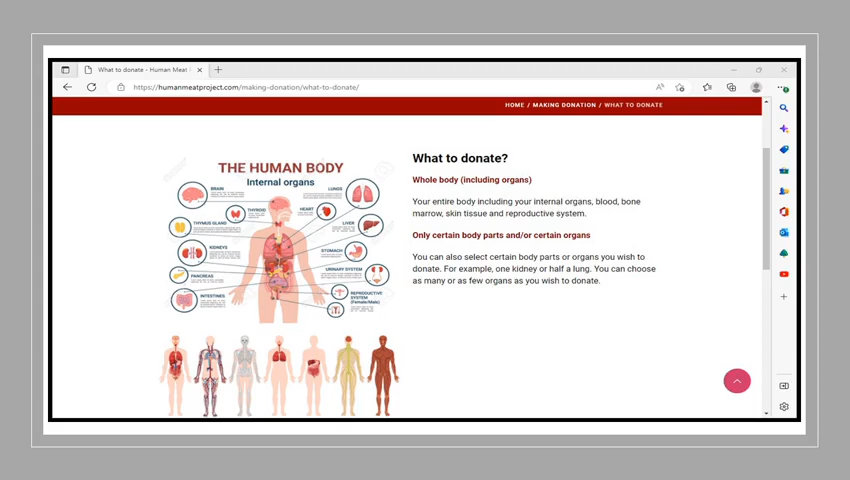 What to donate - Human Meat
https://humanmeatproject.com/making-donation/what-to-donate/
HOME / MAKING DONATION / WHAT TO DONATE
THE HUMAN BODY
Internal organs
BRAIN
LUNGS
THYROID
HEART
THYMUS GLAND
LIVER
KIDNEYS
STOMACH
PANCREAS
URINARY SYSTEM
INTESTINES
REPRODUCTIVE
SYSTEM
(Female/Male)
What to donate?
Whole body (including organs)
Your entire body including your internal organs, blood, bone
marrow, skin tissue and reproductive system.
Only certain body parts and/or certain organs
You can also select certain body parts or organs you wish to
donate. For example, one kidney or half a lung. You can choose
as many or as few organs as you wish to donate.